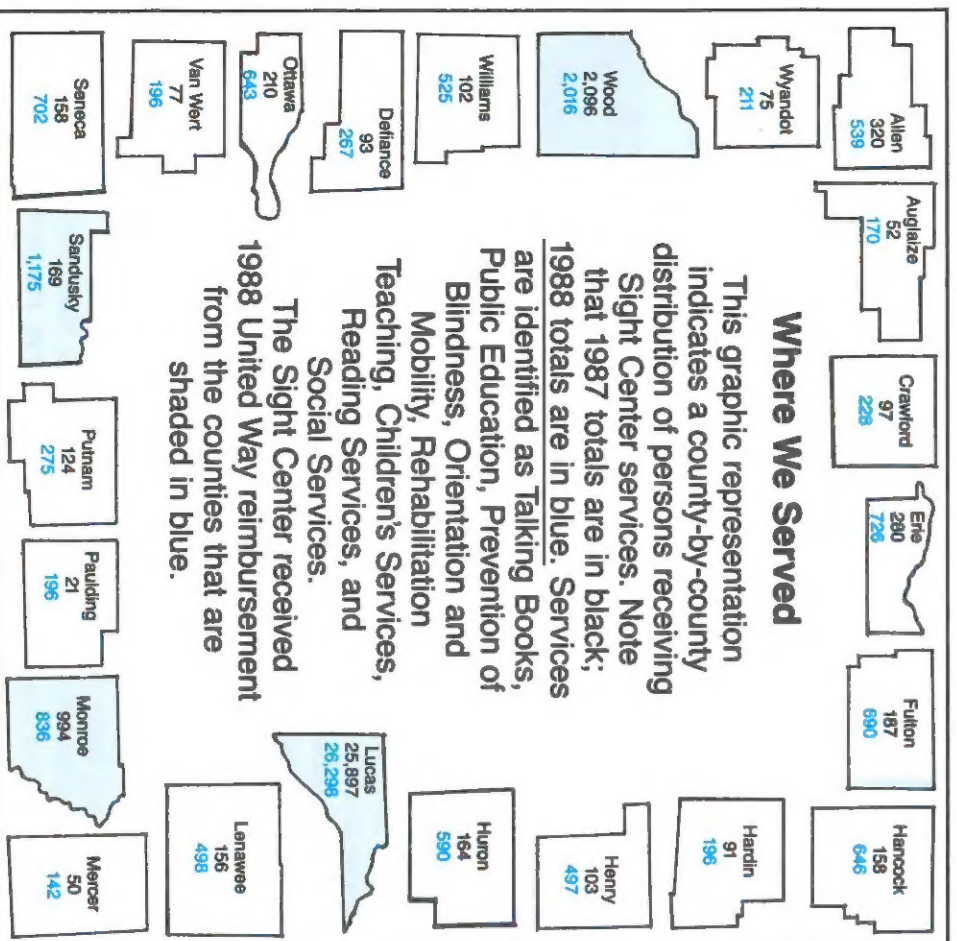 Allen
320
539
Auglaize
52
170
Crawford
97
228
Erie
280
726
Fulton
187
690
Hancock
158
646
Wyandot
75
211
Hardin
91
196
Where We Served
This graphic representation
indicates a county-by-county
distribution of persons receiving
Sight Center services. Note
that 1987 totals are in black;
1988 totals are in blue. Services
are identified as Talking Books,
Public Education, Prevention of
Blindness, Orientation and
Mobility, Rehabilitation
Teaching, Children's Services,
Reading Services, and
Social Services.
The Sight Center received
1988 United Way reimbursement
from the counties that are
shaded in blue.
Wood
2,096
2,016
Henry
103
497
Williams
102
525
Huron
164
590
Defiance
93
267
Lucas
25,897
26,298
Ottawa
210
643
Van Wert
77
196
Lenawee
156
498
Seneca
158
702
Sandusky
169
1,175
Putnam
124
275
Paulding
21
196
Monroe
994
836
Mercer
50
142